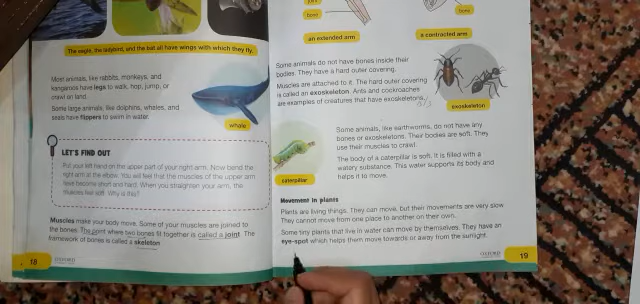 The eagle, the ladybird, and the bat all have wings with which they fly.
Most animals, like rabbits, monkeys, and
kangaroos have legs to walk, hop, jump, or
crawl on land.
Some large animals, like dolphins, whales, and
seals have flippers to swim in water.
whale
LET'S FIND OUT
Put your left hand on the upper part of your right arm. Now bend the
right arm at the elbow. You will feel that the muscles of the upper arm
have become short and hard. When you straighten your arm, the
muscles feel soft. Why is this?
Muscles make your body move. Some of your muscles are joined to
the bones. The point where two bones fit together is called a joint. The
framework of bones is called a skeleton
18
OXFORD
bone
bone
an extended arm
a contracted arm
Some animals do not have bones inside their
bodies. They have a hard outer covering.
Muscles are attached to it. The hard outer covering
is called an exoskeleton. Ants and cockroaches
are examples of creatures that have exoskeletons.
exoskeleton
Some animals, like earthworms, do not have any
bones or exoskeletons. Their bodies are soft. They
use their muscles to crawl.
The body of a caterpillar is soft. It is filled with a
watery substance. This water supports its body and
helps it to move.
caterpillar
Movement in plants
Plants are living things. They can move, but their movements are very slow.
They cannot move from one place to another on their own.
Some tiny plants that live in water can move by themselves. They have an
eye-spot which helps them move towards or away from the sunlight.
OXFORD
19